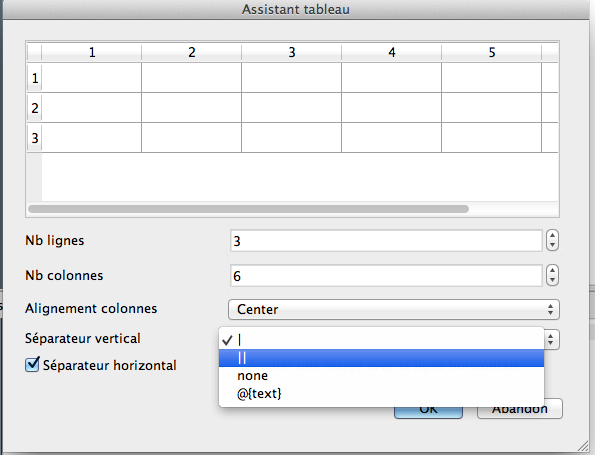 Assistant tableau
1 2 3 4 5
1
2
3
Nb lignes 3
Nb colonnes 6
Alignement colonnes Center
Séparateur vertical ✓ |
||
Séparateur horizontal
none
@{text}
OK Abandon